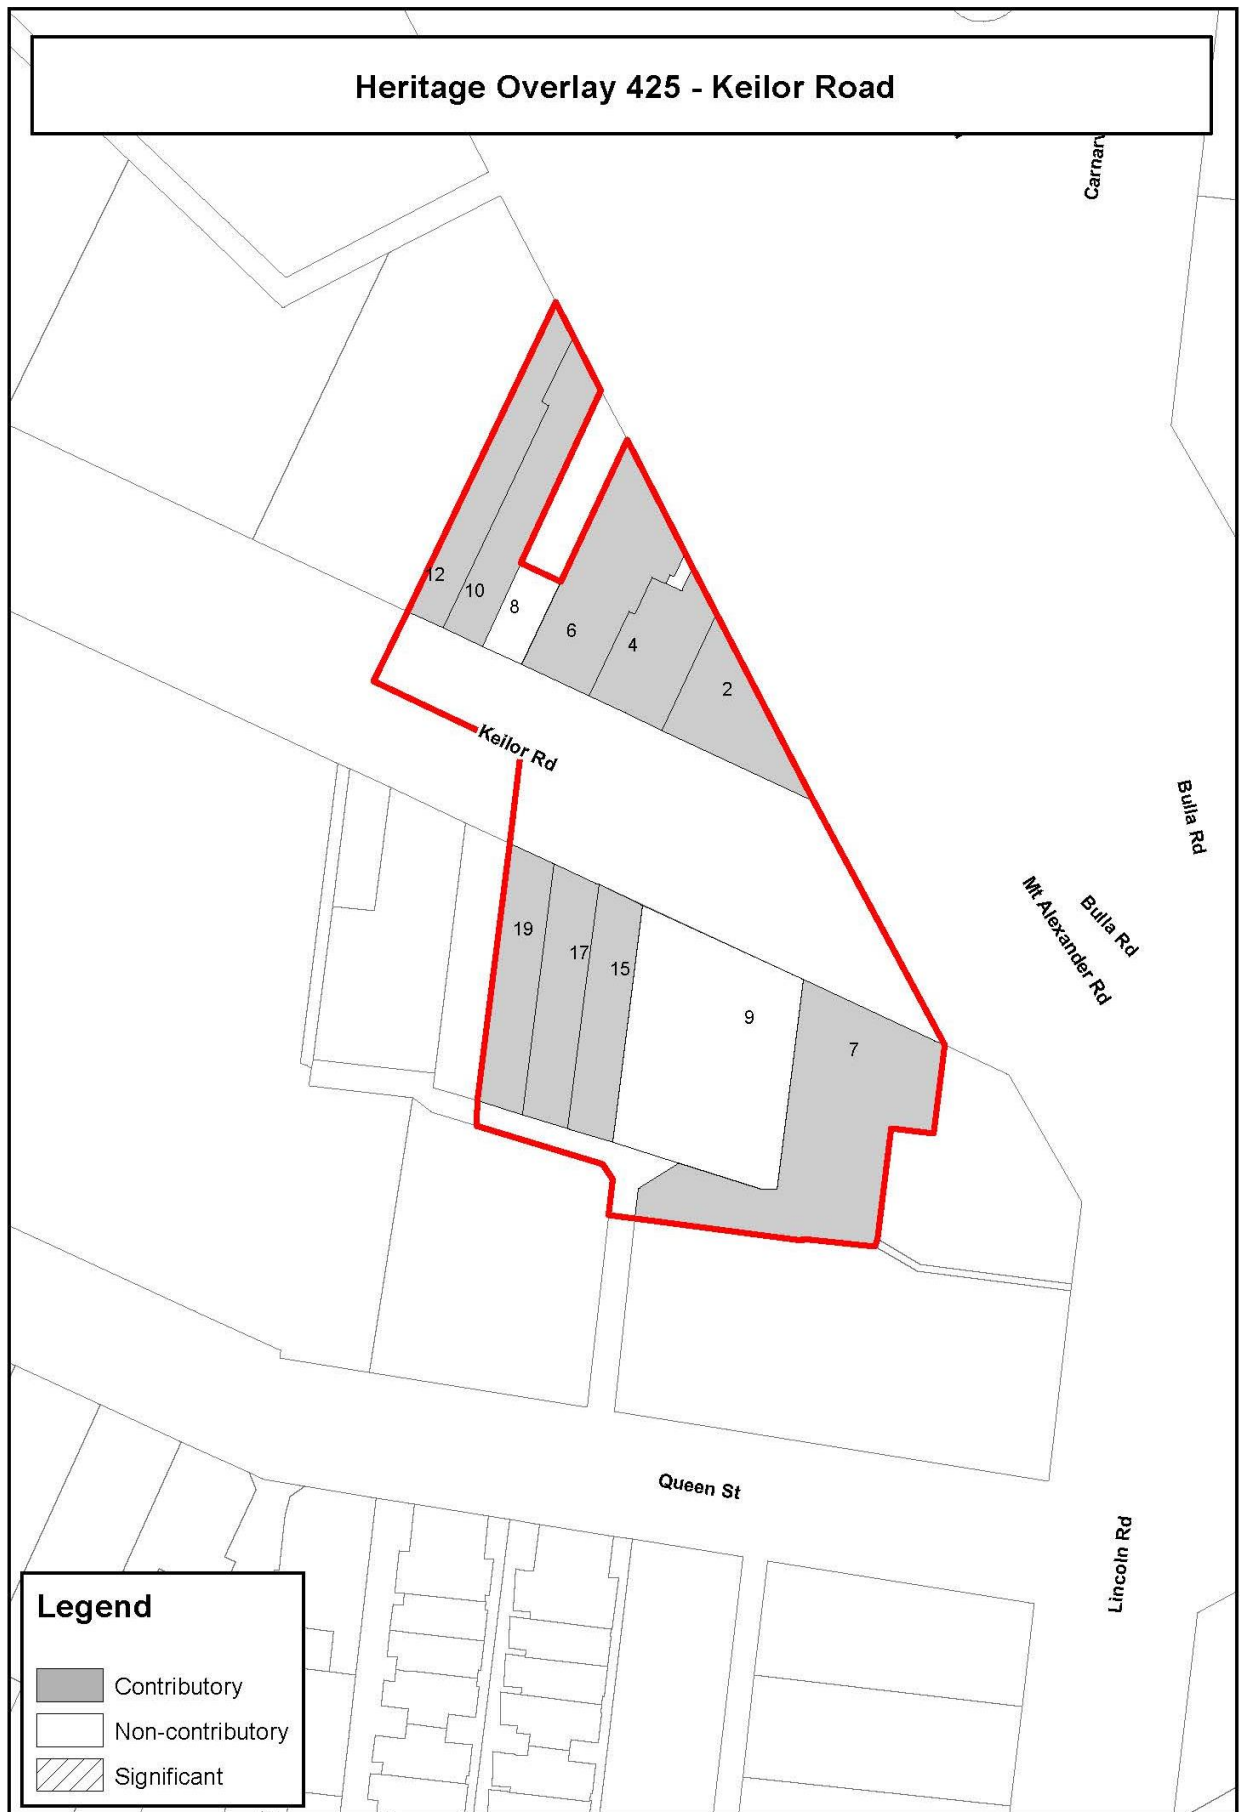 Heritage Overlay 425 - Keilor Road
Carnarv
12
10
8
6
4
2
Keilor Rd
Bulla Rd
Bulla Rd
Mt Alexander Rd
19
17
15
9
7
Queen St
Lincoln Rd
Legend
Contributory
Non-contributory
Significant